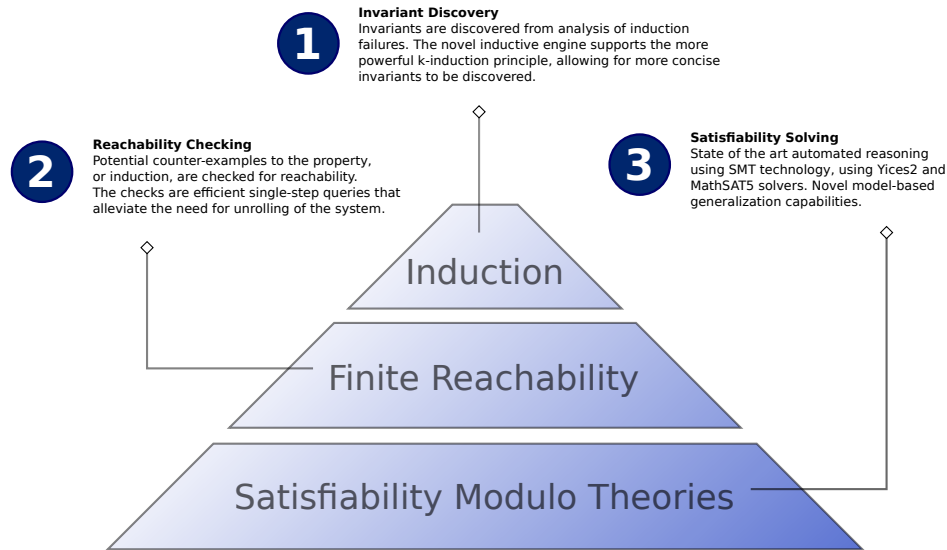 1
Invariant Discovery
Invariants are discovered from analysis of induction
failures. The novel inductive engine supports the more
powerful k-induction principle, allowing for more concise
invariants to be discovered.
2
Reachability Checking
Potential counter-examples to the property,
or induction, are checked for reachability.
The checks are efficient single-step queries that
alleviate the need for unrolling of the system.
3
Satisfiability Solving
State of the art automated reasoning
using SMT technology, using Yices2 and
MathSAT5 solvers. Novel model-based
generalization capabilities.
Induction
Finite Reachability
Satisfiability Modulo Theories